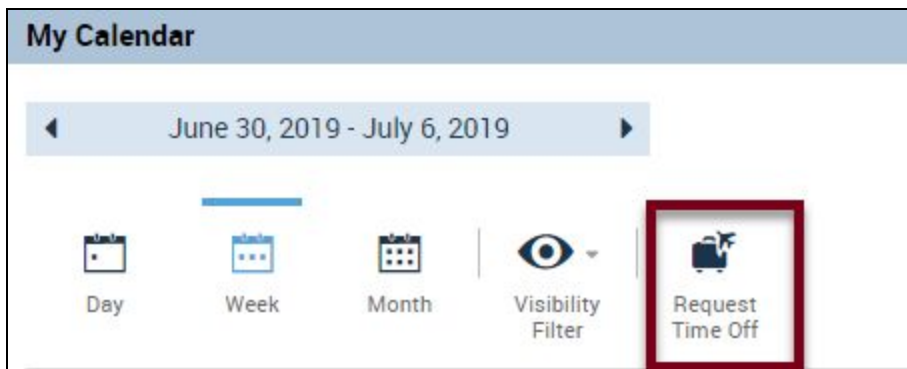 My Calendar
June 30, 2019 - July 6, 2019
Day
Week
Month
Visibility
Filter
Request
Time Off